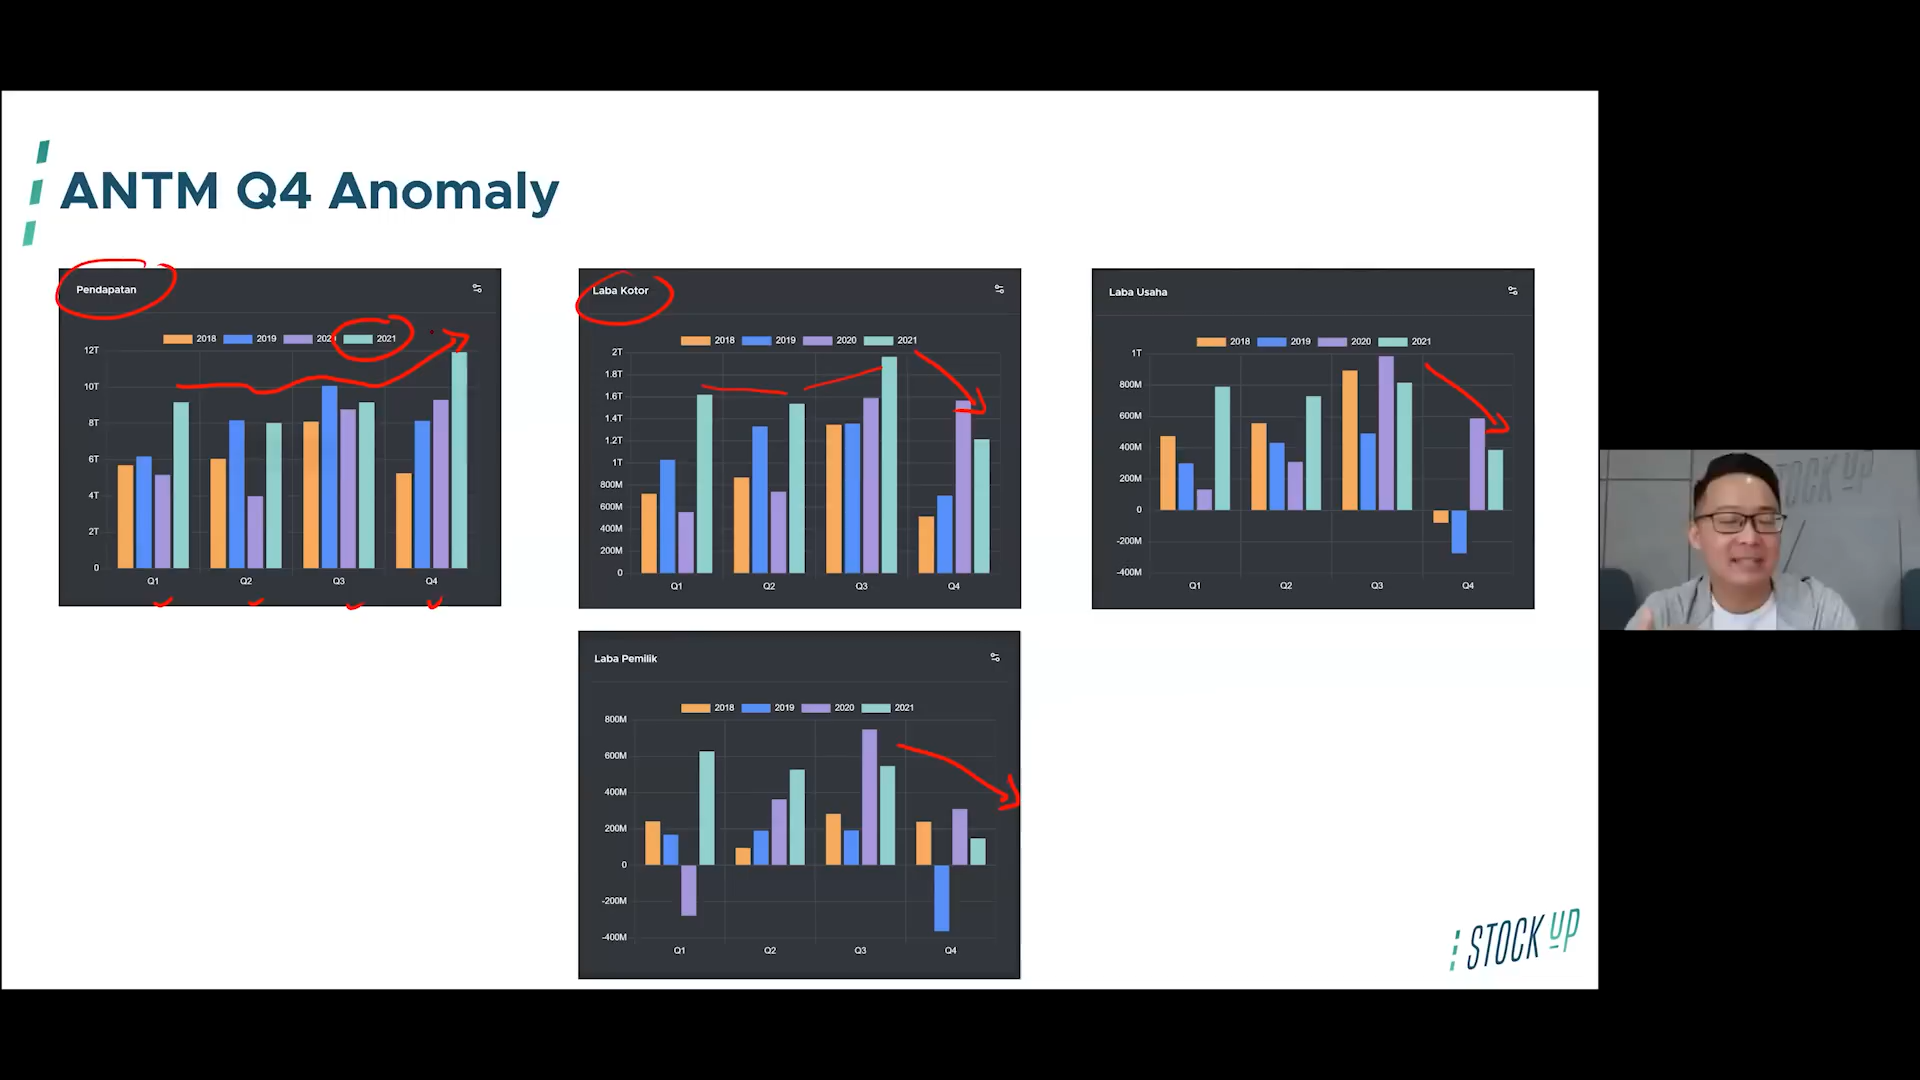 ANTM Q4 Anomaly
Pendapatan
2018 2019 202 2021
12T
10T
8T
6T
4T
2T
0
Q1 Q2 Q3 Q4
Laba Kotor
2018 2019 2020 2021
2T
1.8T
1.6T
1.4T
1.2T
1T
800M
600M
400M
200M
0
Q1 Q2 Q3 Q4
Laba Usaha
2018 2019 2020 2021
1T
800M
600M
400M
200M
0
-200M
-400M
Q1 Q2 Q3 Q4
Laba Pemilik
2018 2019 2020 2021
800M
600M
400M
200M
0
-200M
-400M
Q1 Q2 Q3 Q4
STOCK UP
STOCK UP